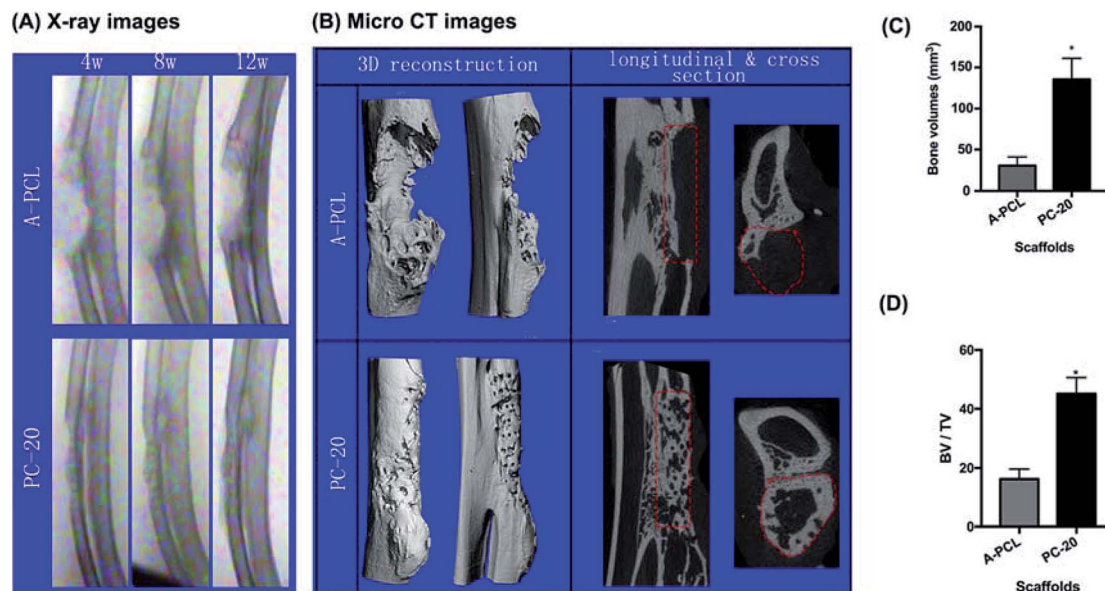 (A) X-ray images
4w 8w 12w
A-PCL
PC-20
(B) Micro CT images
3D reconstruction
longitudinal & cross section
A-PCL
PC-20
(C)
Bone volumes (mm³)
200
150
100
50
0
*
A-PCL
PC-20
Scaffolds
(D)
BV / TV
60
40
20
0
*
A-PCL
PC-20
Scaffolds